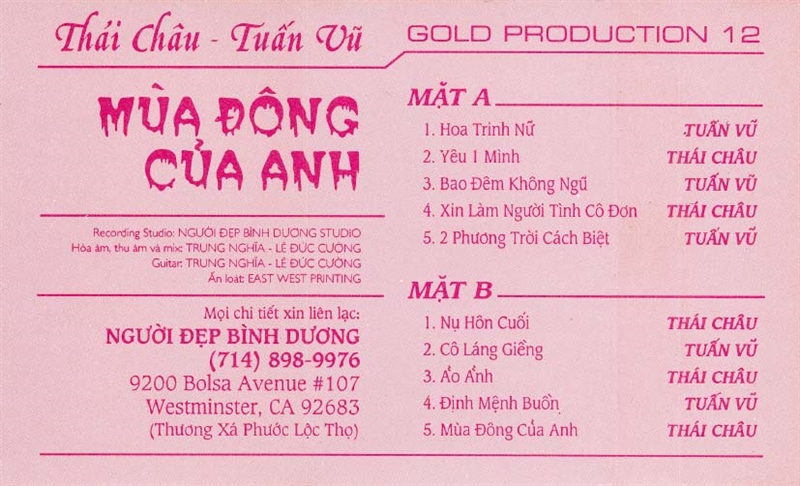 Thái Châu - Tuấn Vũ
GOLD PRODUCTION 12
MÙA ĐÔNG
CỦA ANH
Recording Studio: NGƯỜI ĐẸP BÌNH DƯƠNG STUDIO
Hòa âm, thu âm và mix: TRUNG NGHĨA - LÊ ĐỨC CƯỜNG
Guitar: TRUNG NGHĨA - LÊ ĐỨC CƯỜNG
Ấn loát: EAST WEST PRINTING
Mọi chi tiết xin liên lạc:
NGƯỜI ĐẸP BÌNH DƯƠNG
(714) 898-9976
9200 Bolsa Avenue #107
Westminster, CA 92683
(Thương Xá Phước Lộc Thọ)
MẶT A
1. Hoa Trinh Nữ TUẤN VŨ
2. Yêu 1 Mình THÁI CHÂU
3. Bao Đêm Không Ngũ TUẤN VŨ
4. Xin Làm Người Tình Cô Đơn THÁI CHÂU
5. 2 Phương Trời Cách Biệt TUẤN VŨ
MẶT B
1. Nụ Hôn Cuối THÁI CHÂU
2. Cô Láng Giềng TUẤN VŨ
3. Ảo Ảnh THÁI CHÂU
4. Định Mệnh Buồn TUẤN VŨ
5. Mùa Đông Của Anh THÁI CHÂU